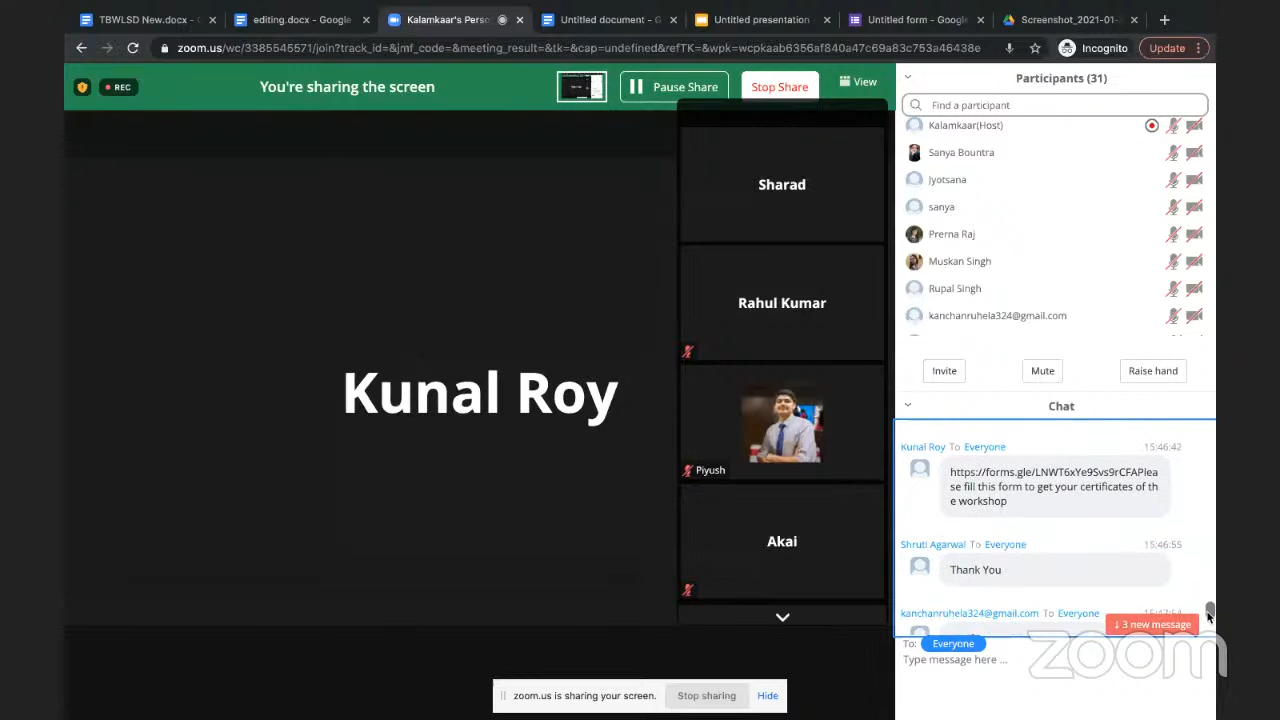 TBWLSD New.docx - Google
editing.docx - Google
Kalamkaar's Perso
Untitled document - G
Untitled presentation -
Untitled form - Google
Screenshot_2021-01-
zoom.us/wc/3385545571/join?track_id=&jmf_code=&meeting_result=&tk=&cap=undefined&refTK=&wpk=wcpkaab6356af840a47c69a83c753a46438e
Incognito
Update
REC
You're sharing the screen
Pause Share
Stop Share
View
Participants (31)
Find a participant
Kalamkaar(Host)
Sanya Bountra
Jyotsana
sanya
Prerna Raj
Muskan Singh
Rupal Singh
kanchanruhela324@gmail.com
Invite
Mute
Raise hand
Kunal Roy
Sharad
Rahul Kumar
Piyush
Akai
Chat
Kunal Roy To Everyone 15:46:42
https://forms.gle/LNWT6xYe9Svs9rCFAPlea
se fill this form to get your certificates of th
e workshop
Shruti Agarwal To Everyone 15:46:55
Thank You
kanchanruhela324@gmail.com To Everyone 15:47:54
↓ 3 new message
To: Everyone
Type message here ...
zoom
zoom.us is sharing your screen.
Stop sharing
Hide